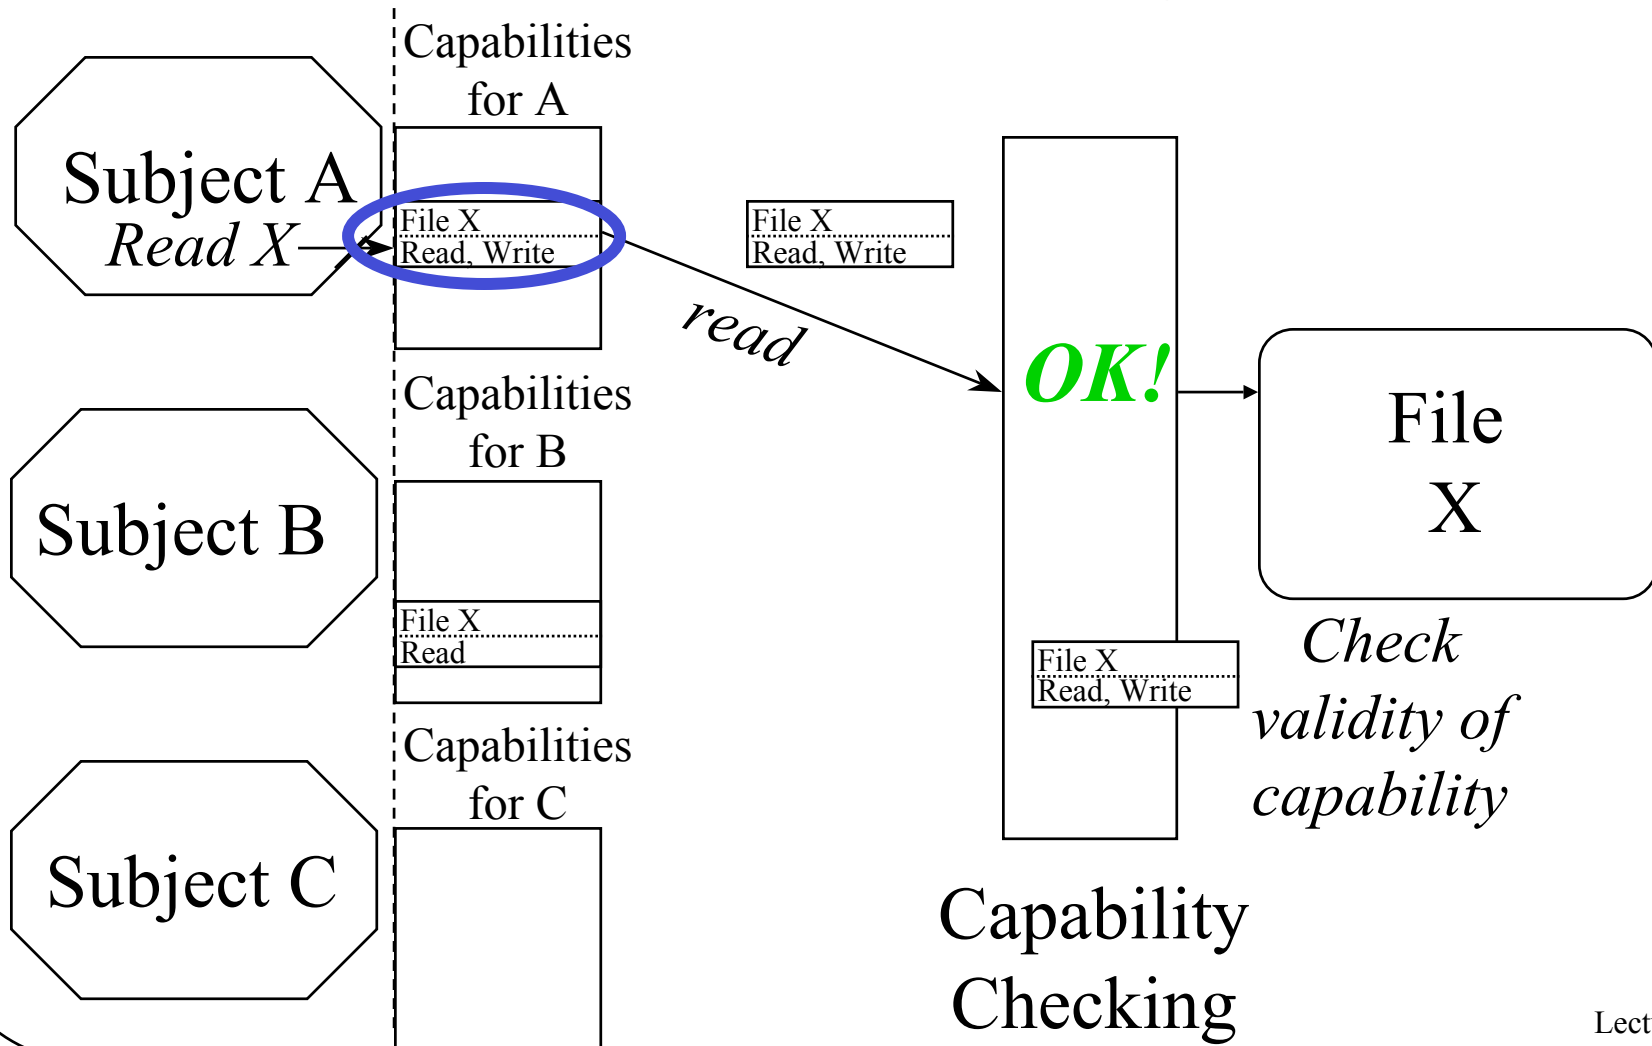 Capabilities
for A
Subject A
Read X
File X
Read, Write
File X
Read, Write
read
OK!
File
X
Capabilities
for B
Subject B
File X
Read
File X
Read, Write
Check
validity of
capability
Capabilities
for C
Subject C
Capability
Checking
Lect